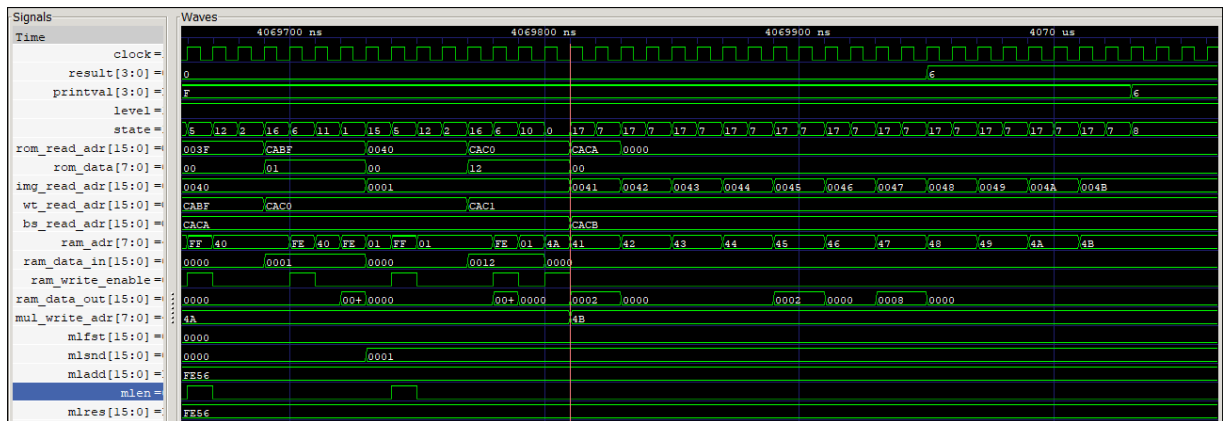 Signals Waves
Time 4069700 ns 4069800 ns 4069900 ns 4070 us
clock=
result[3:0] = 0 6
printval[3:0] = F 6
level=
state= 5 12 2 16 6 11 1 15 5 12 2 16 6 10 0 17 7 17 7 17 7 17 7 17 7 17 7 17 7 17 7 17 7 17 7 17 7 8
rom_read_adr[15:0] = 003F CABF 0040 CAC0 CACA 0000
rom_data[7:0] = 00 01 00 12 00
img_read_adr[15:0] = 0040 0001 0041 0042 0043 0044 0045 0046 0047 0048 0049 004A 004B
wt_read_adr[15:0] = CABF CAC0 CAC1
bs_read_adr[15:0] = CACA CACB
ram_adr[7:0] = FF 40 FE 40 FE 01 FF 01 FE 01 4A 41 42 43 44 45 46 47 48 49 4A 4B
ram_data_in[15:0] = 0000 0001 0000 0012 0000
ram_write_enable=
ram_data_out[15:0] = 0000 00+ 0000 00+ 0000 0002 0000 0002 0000 0008 0000
mul_write_adr[7:0] = 4A 4B
mlfst[15:0] = 0000
mlsnd[15:0] = 0000 0001
mladd[15:0] = FE56
mlen=
mlres[15:0] = FE56